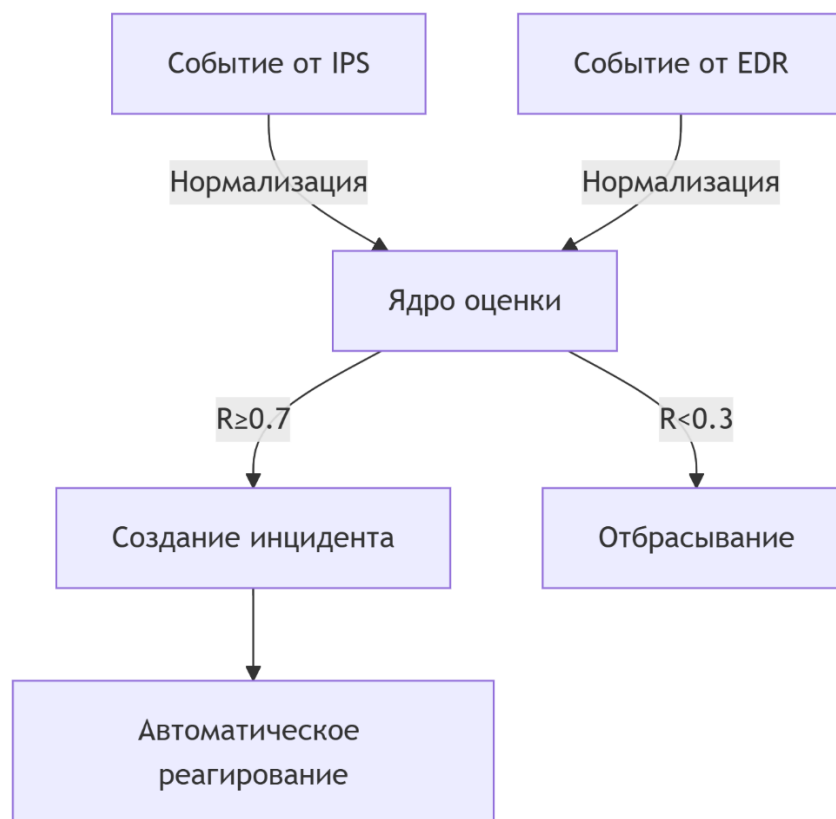 Событие от IPS
Событие от EDR
Нормализация
Нормализация
Ядро оценки
R≥0.7
R<0.3
Создание инцидента
Отбрасывание
Автоматическое
реагирование